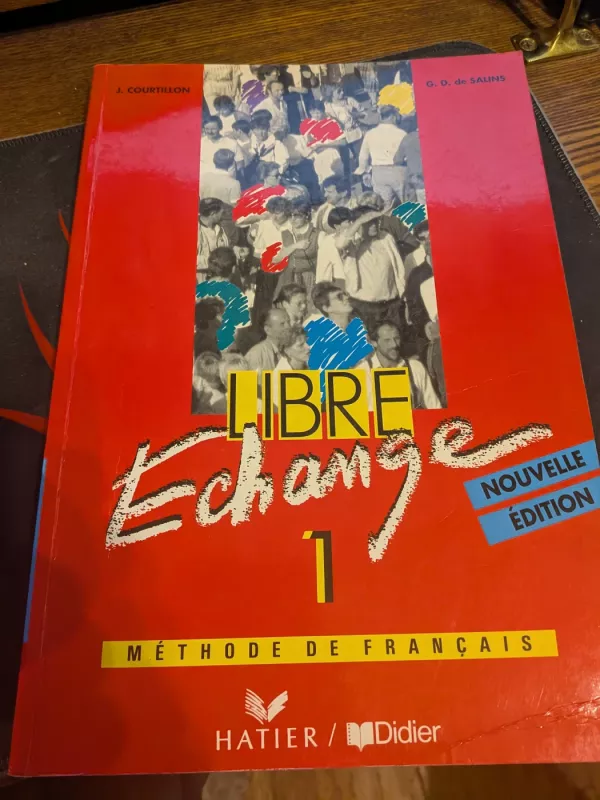 J. COURTILLON
G. D. de SALINS
LIBRE
Echange
NOUVELLE
ÉDITION
1
MÉTHODE DE FRANÇAIS
HATIER / Didier